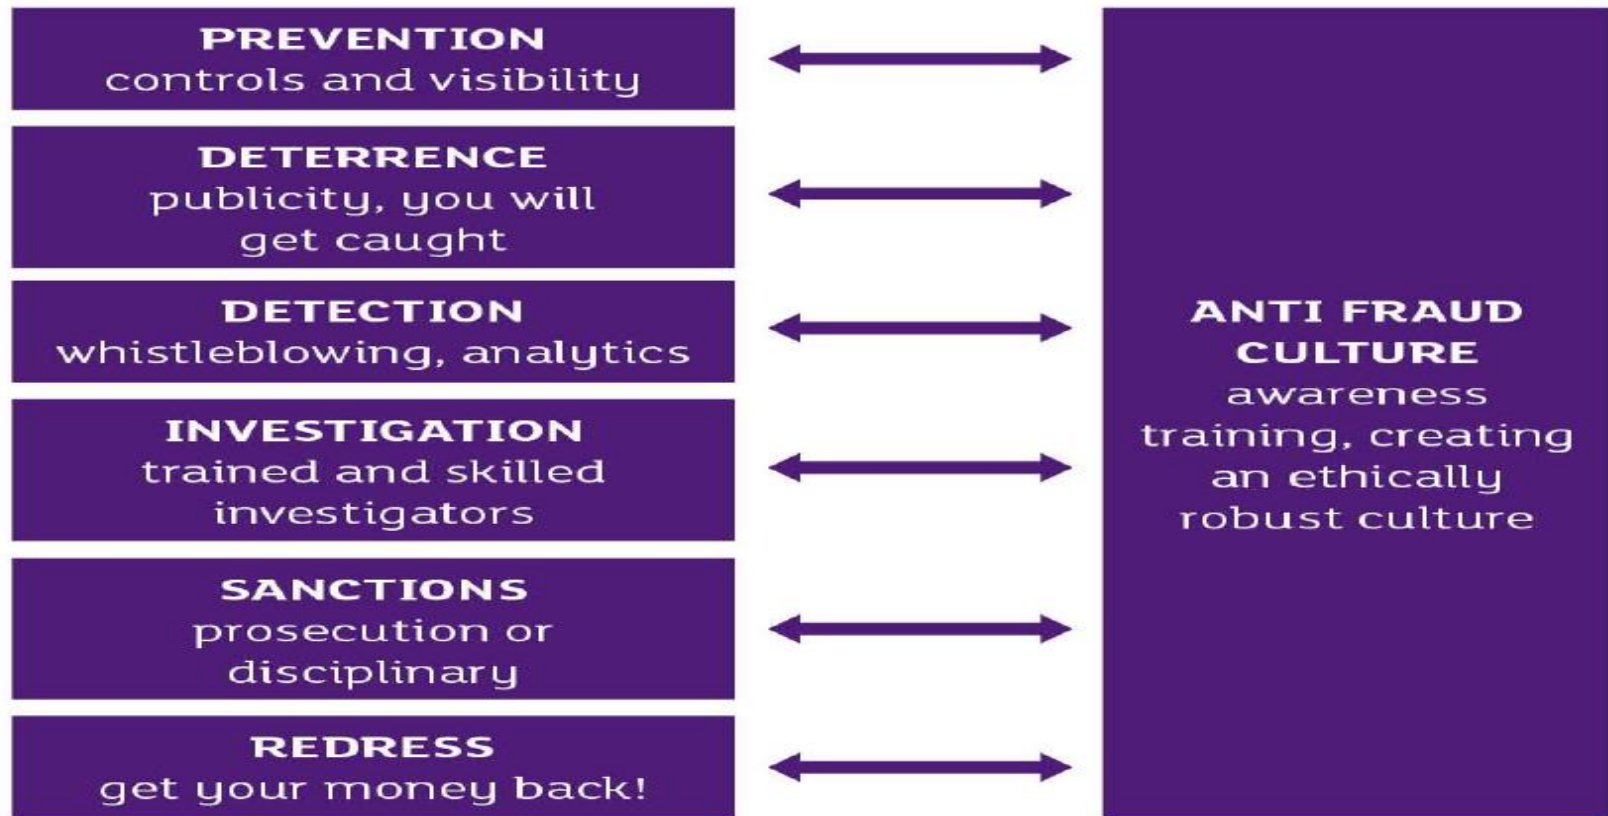 PREVENTION
controls and visibility
DETERRENCE
publicity, you will
get caught
DETECTION
whistleblowing, analytics
INVESTIGATION
trained and skilled
investigators
SANCTIONS
prosecution or
disciplinary
REDRESS
get your money back!
ANTI FRAUD
CULTURE
awareness
training, creating
an ethically
robust culture